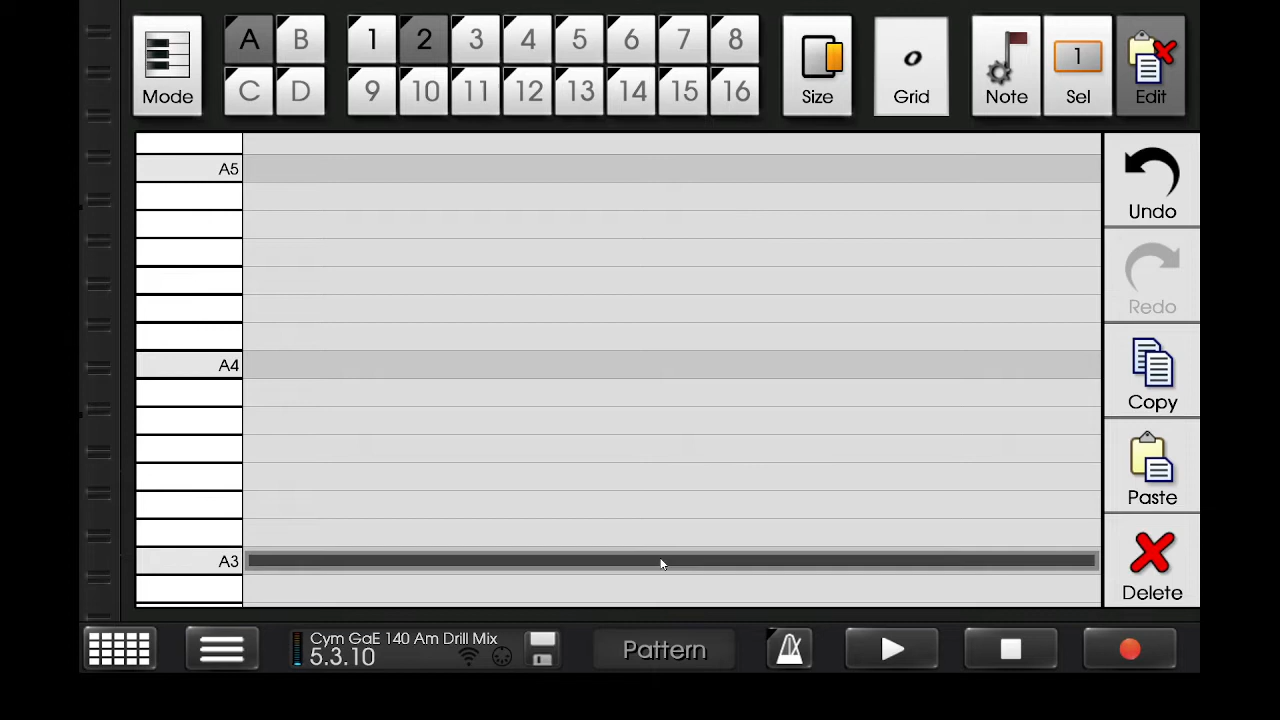 A B 1 2 3 4 5 6 7 8
C D 9 10 11 12 13 14 15 16
Mode
Size
Grid
Note
1
Sel
Edit
A5
A4
A3
Undo
Redo
Copy
Paste
Delete
Cym GgE 140 Am Drill Mix
5.3.10
Pattern